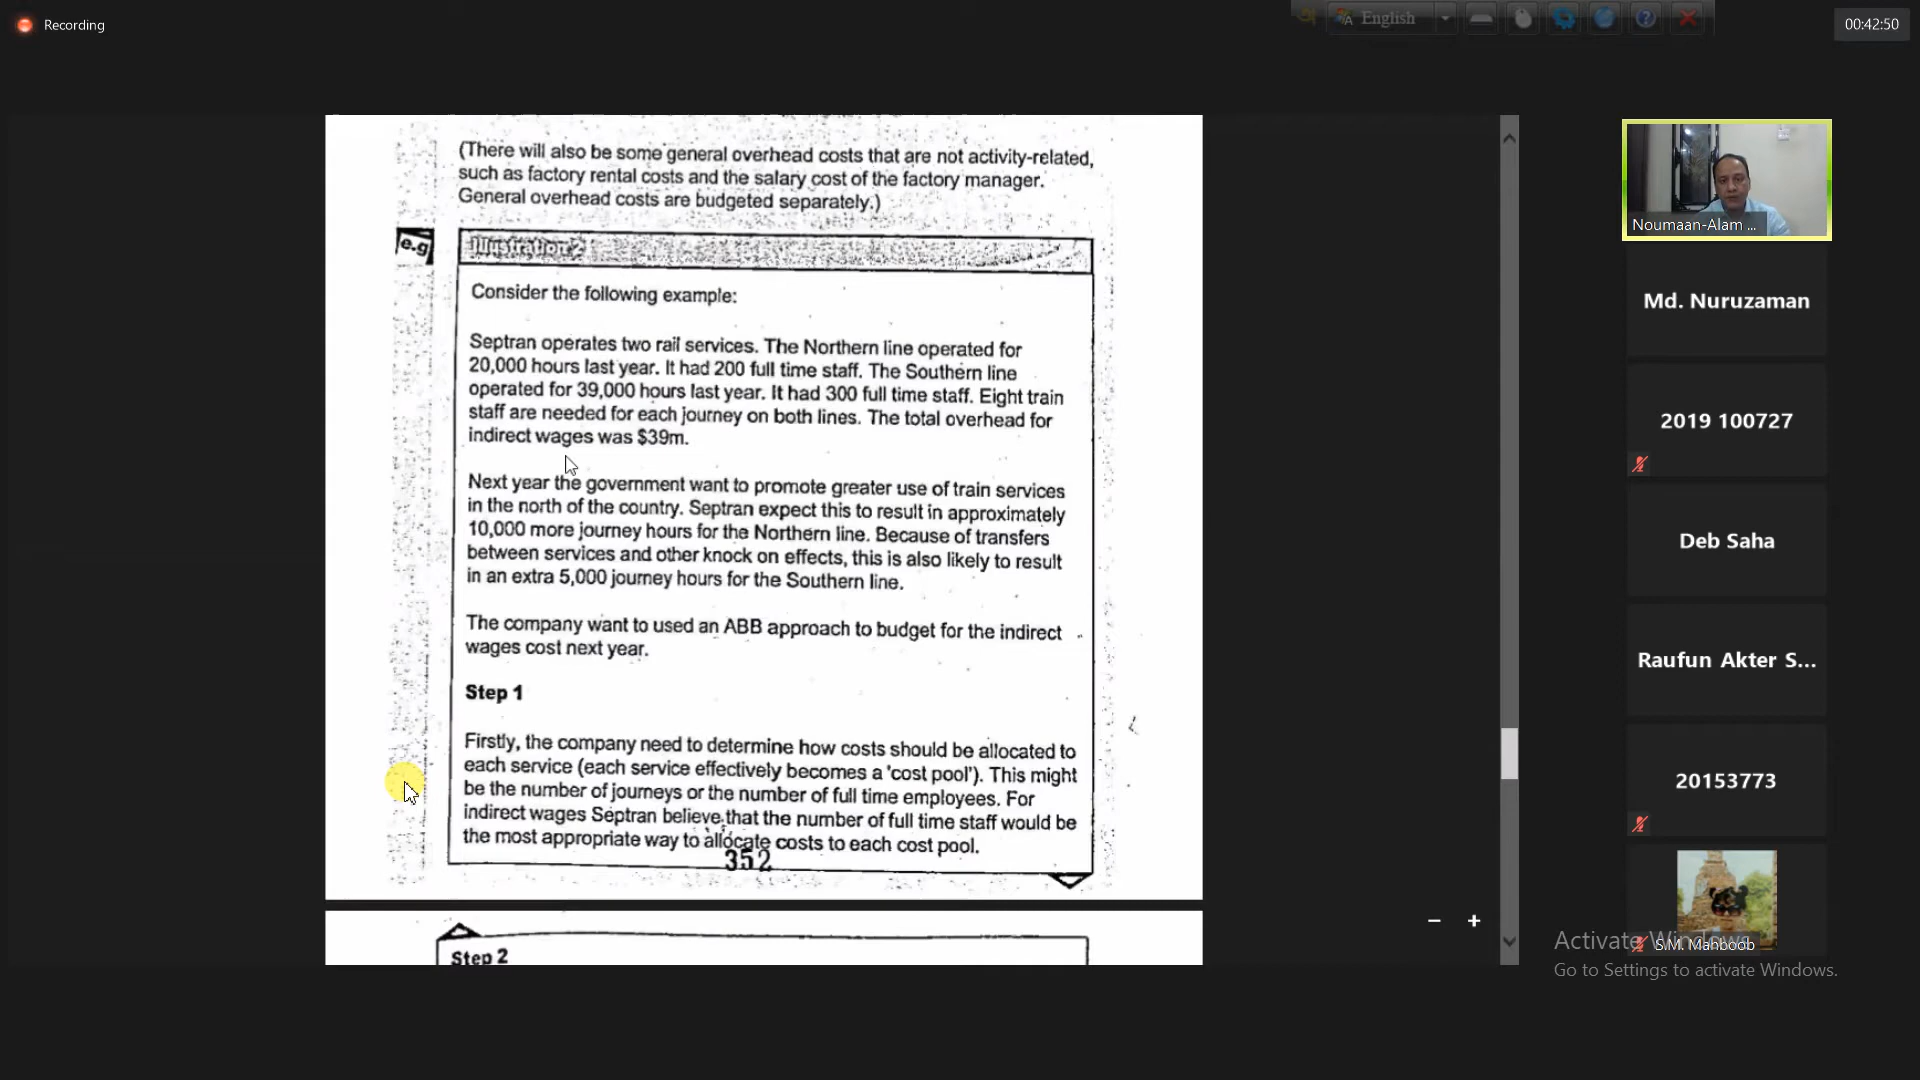 Recording
English
00:42:50
(There will also be some general overhead costs that are not activity-related,
such as factory rental costs and the salary cost of the factory manager.
General overhead costs are budgeted separately.)
e.g
Illustration 2
Consider the following example:
Septran operates two rail services. The Northern line operated for
20,000 hours last year. It had 200 full time staff. The Southern line
operated for 39,000 hours last year. It had 300 full time staff. Eight train
staff are needed for each journey on both lines. The total overhead for
indirect wages was $39m.
Next year the government want to promote greater use of train services
in the north of the country. Septran expect this to result in approximately
10,000 more journey hours for the Northern line. Because of transfers
between services and other knock on effects, this is also likely to result
in an extra 5,000 journey hours for the Southern line.
The company want to used an ABB approach to budget for the indirect
wages cost next year.
Step 1
Firstly, the company need to determine how costs should be allocated to
each service (each service effectively becomes a 'cost pool'). This might
be the number of journeys or the number of full time employees. For
indirect wages Septran believe that the number of full time staff would be
the most appropriate way to allocate costs to each cost pool.
352
Step 2
Noumaan-Alam ...
Md. Nuruzaman
2019 100727
Deb Saha
Raufun Akter S...
20153773
S.M. Mahboob
Activate Windows
Go to Settings to activate Windows.